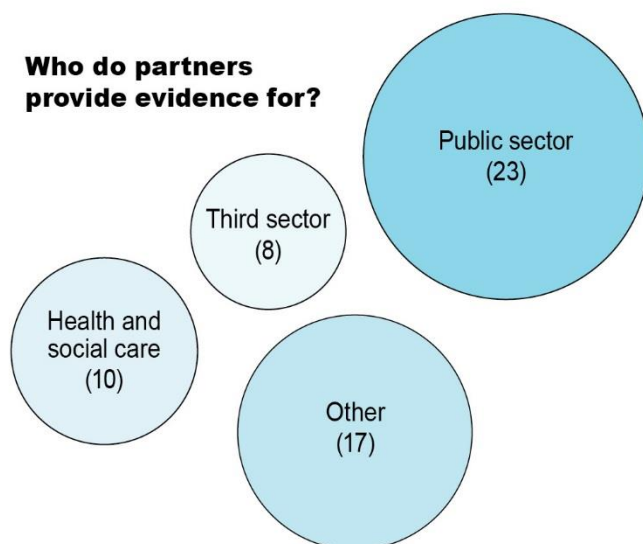 Who do partners
provide evidence for?
Public sector
(23)
Third sector
(8)
Health and
social care
(10)
Other
(17)